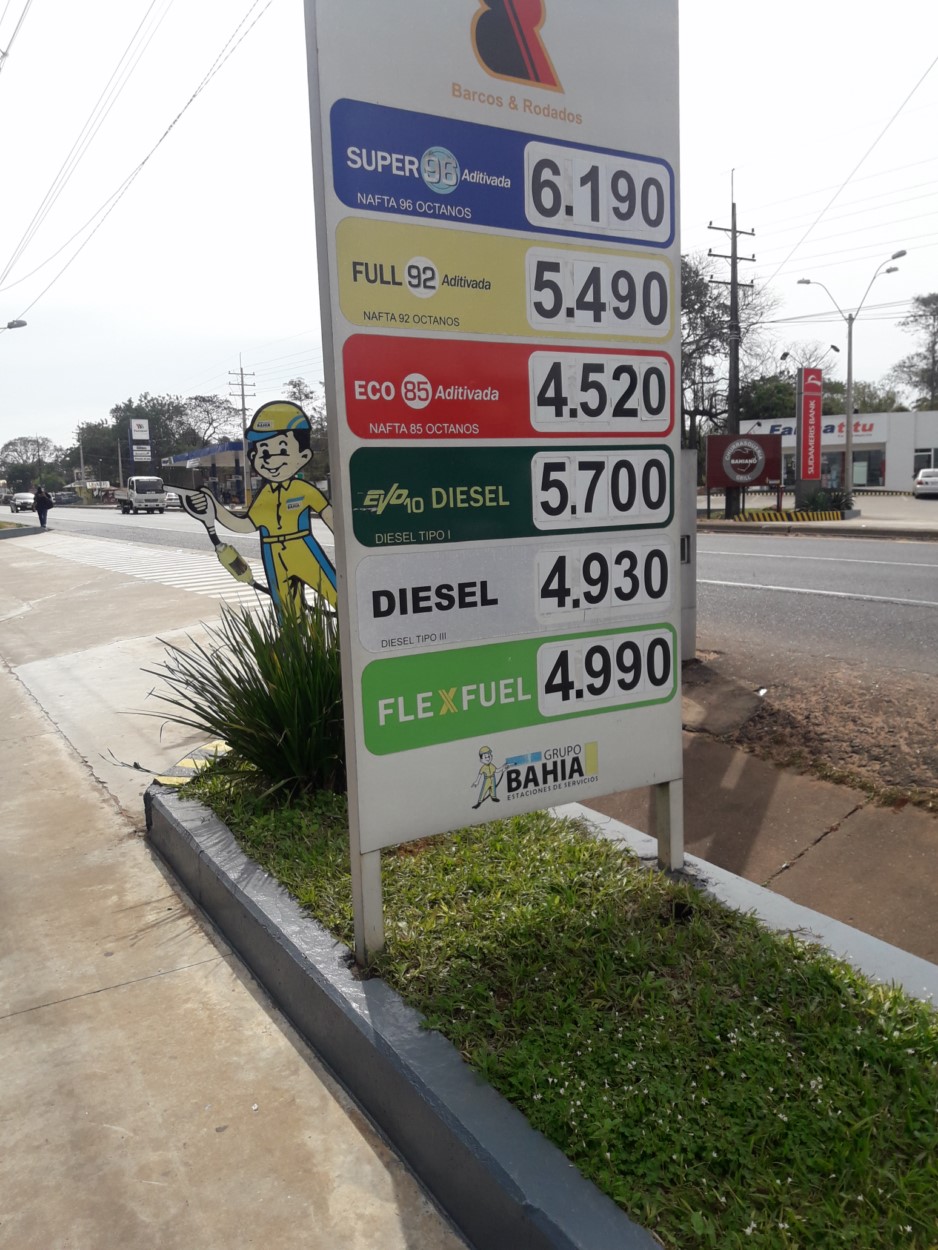 Barcos & Rodados
SUPER 96 Aditivada
6.190
NAFTA 96 OCTANOS
FULL 92 Aditivada
5.490
NAFTA 92 OCTANOS
ECO 85 Aditivada
4.520
NAFTA 85 OCTANOS
EVO 10 DIESEL
5.700
DIESEL TIPO I
DIESEL
4.930
DIESEL TIPO III
FLEXFUEL
4.990
GRUPO
BAHIA
ESTACIONES DE SERVICIOS
SUDAMERIS BANK
BAHIANO
GRILL